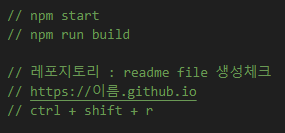 // npm start
// npm run build
// 레포지토리 : readme file 생성체크
// https://이름.github.io
// ctrl + shift + r